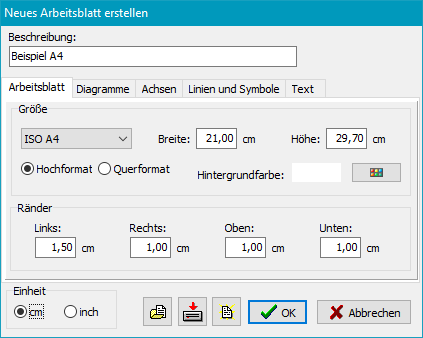 Neues Arbeitsblatt erstellen
Beschreibung:
Beispiel A4
Arbeitsblatt Diagramme Achsen Linien und Symbole Text
Größe
ISO A4 Breite: 21,00 cm Höhe: 29,70 cm
Hochformat Querformat Hintergrundfarbe:
Ränder
Links: Rechts: Oben: Unten:
1,50 cm 1,00 cm 1,00 cm 1,00 cm
Einheit
cm inch OK Abbrechen